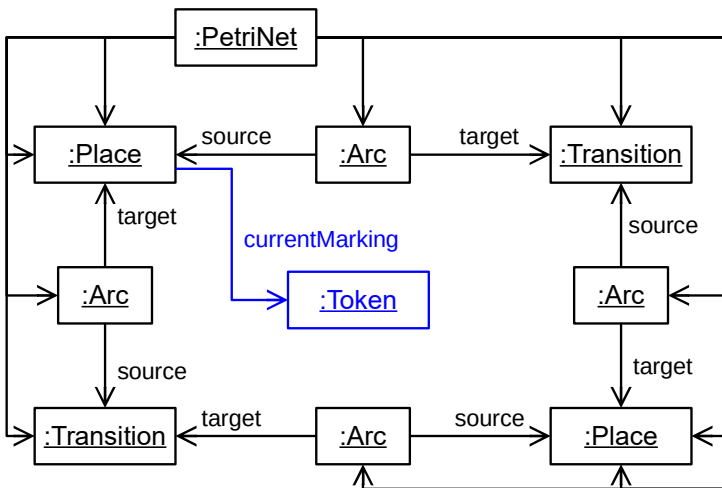 :PetriNet
source
target
:Place
:Arc
:Transition
target
source
currentMarking
:Arc
:Token
:Arc
source
target
target
source
:Transition
:Arc
:Place